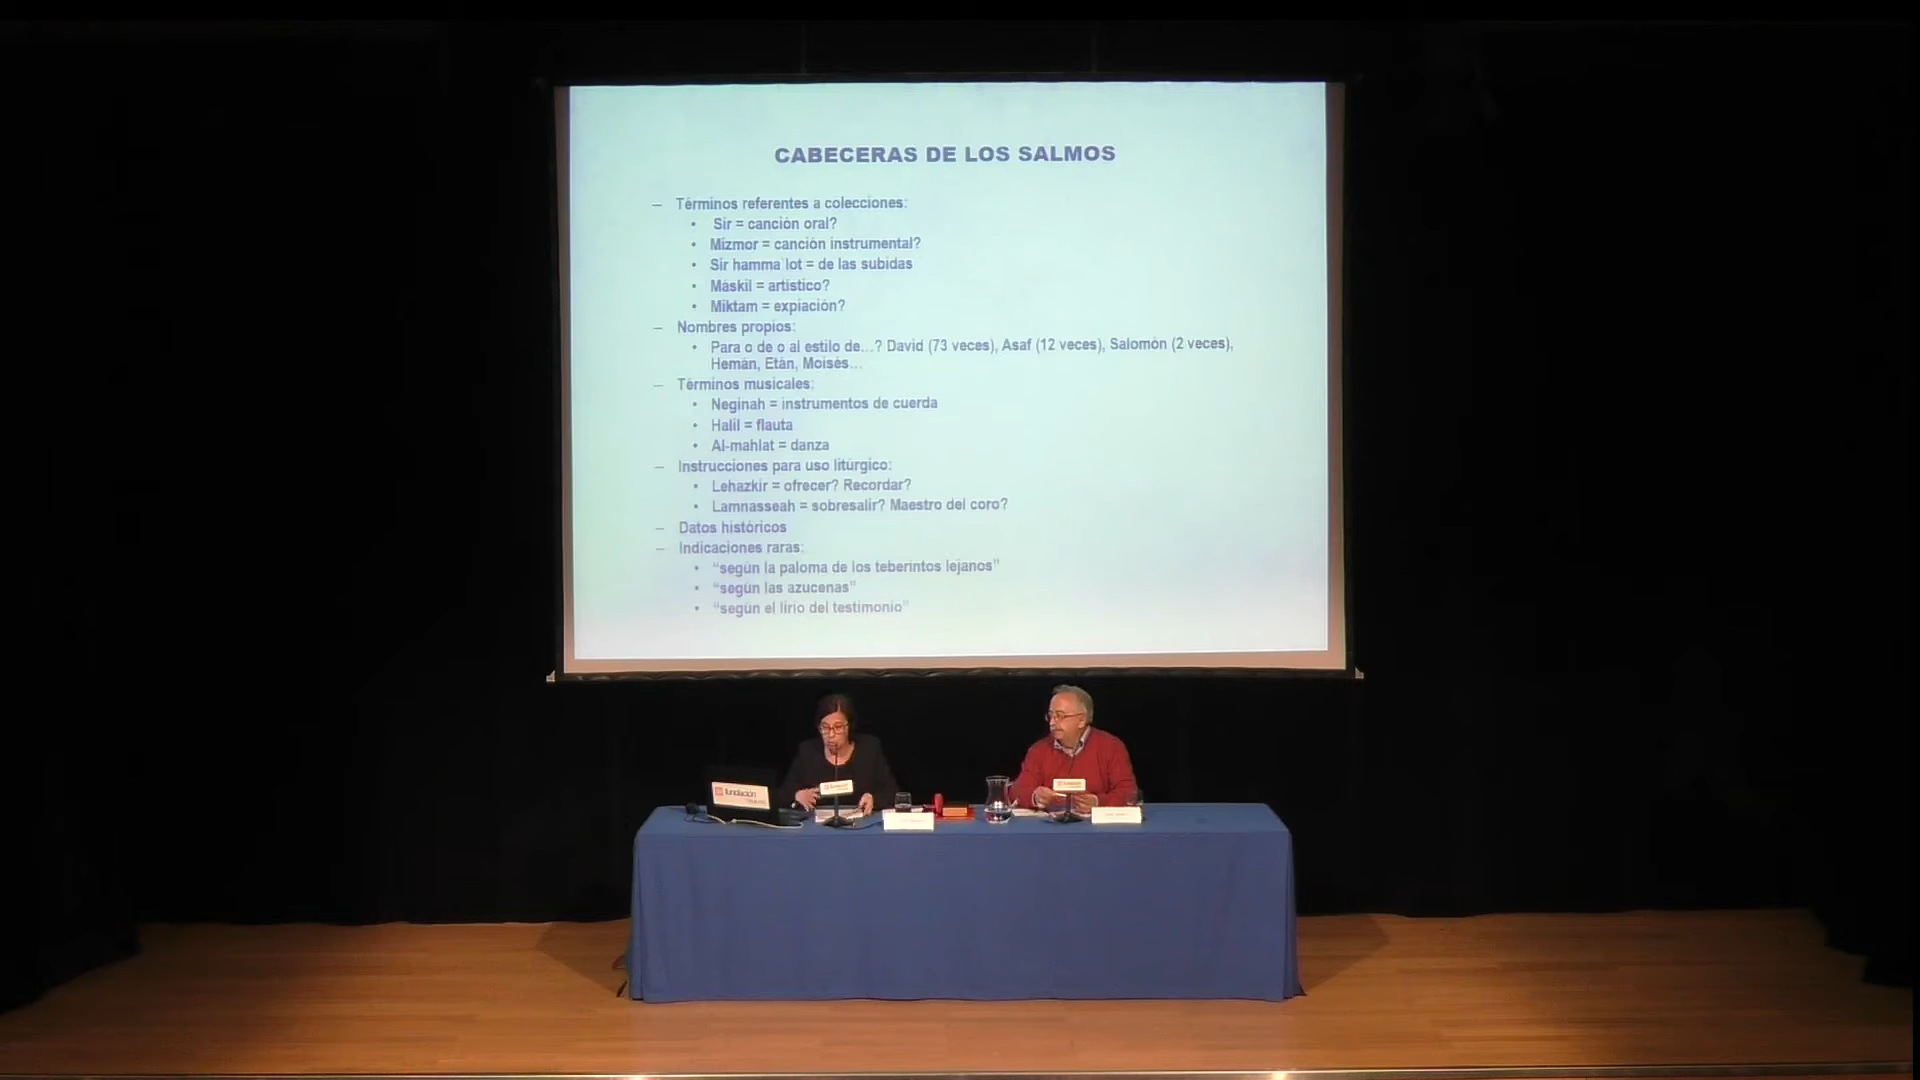 CABECERAS DE LOS SALMOS
– Términos referentes a colecciones:
• Sir = canción oral?
• Mizmor = canción instrumental?
• Sir hamma`lot = de las subidas
• Máskil = artístico?
• Miktam = expiación?
– Nombres propios:
• Para o de o al estilo de...? David (73 veces), Asaf (12 veces), Salomón (2 veces),
Hemán, Etán, Moisés...
– Términos musicales:
• Neginah = instrumentos de cuerda
• Halil = flauta
• Al-mahlat = danza
– Instrucciones para uso litúrgico:
• Lehazkir = ofrecer? Recordar?
• Lamnasseah = sobresalir? Maestro del coro?
– Datos históricos
– Indicaciones raras:
• “según la paloma de los teberintos lejanos”
• “según las azucenas”
• “según el lirio del testimonio”
fundación